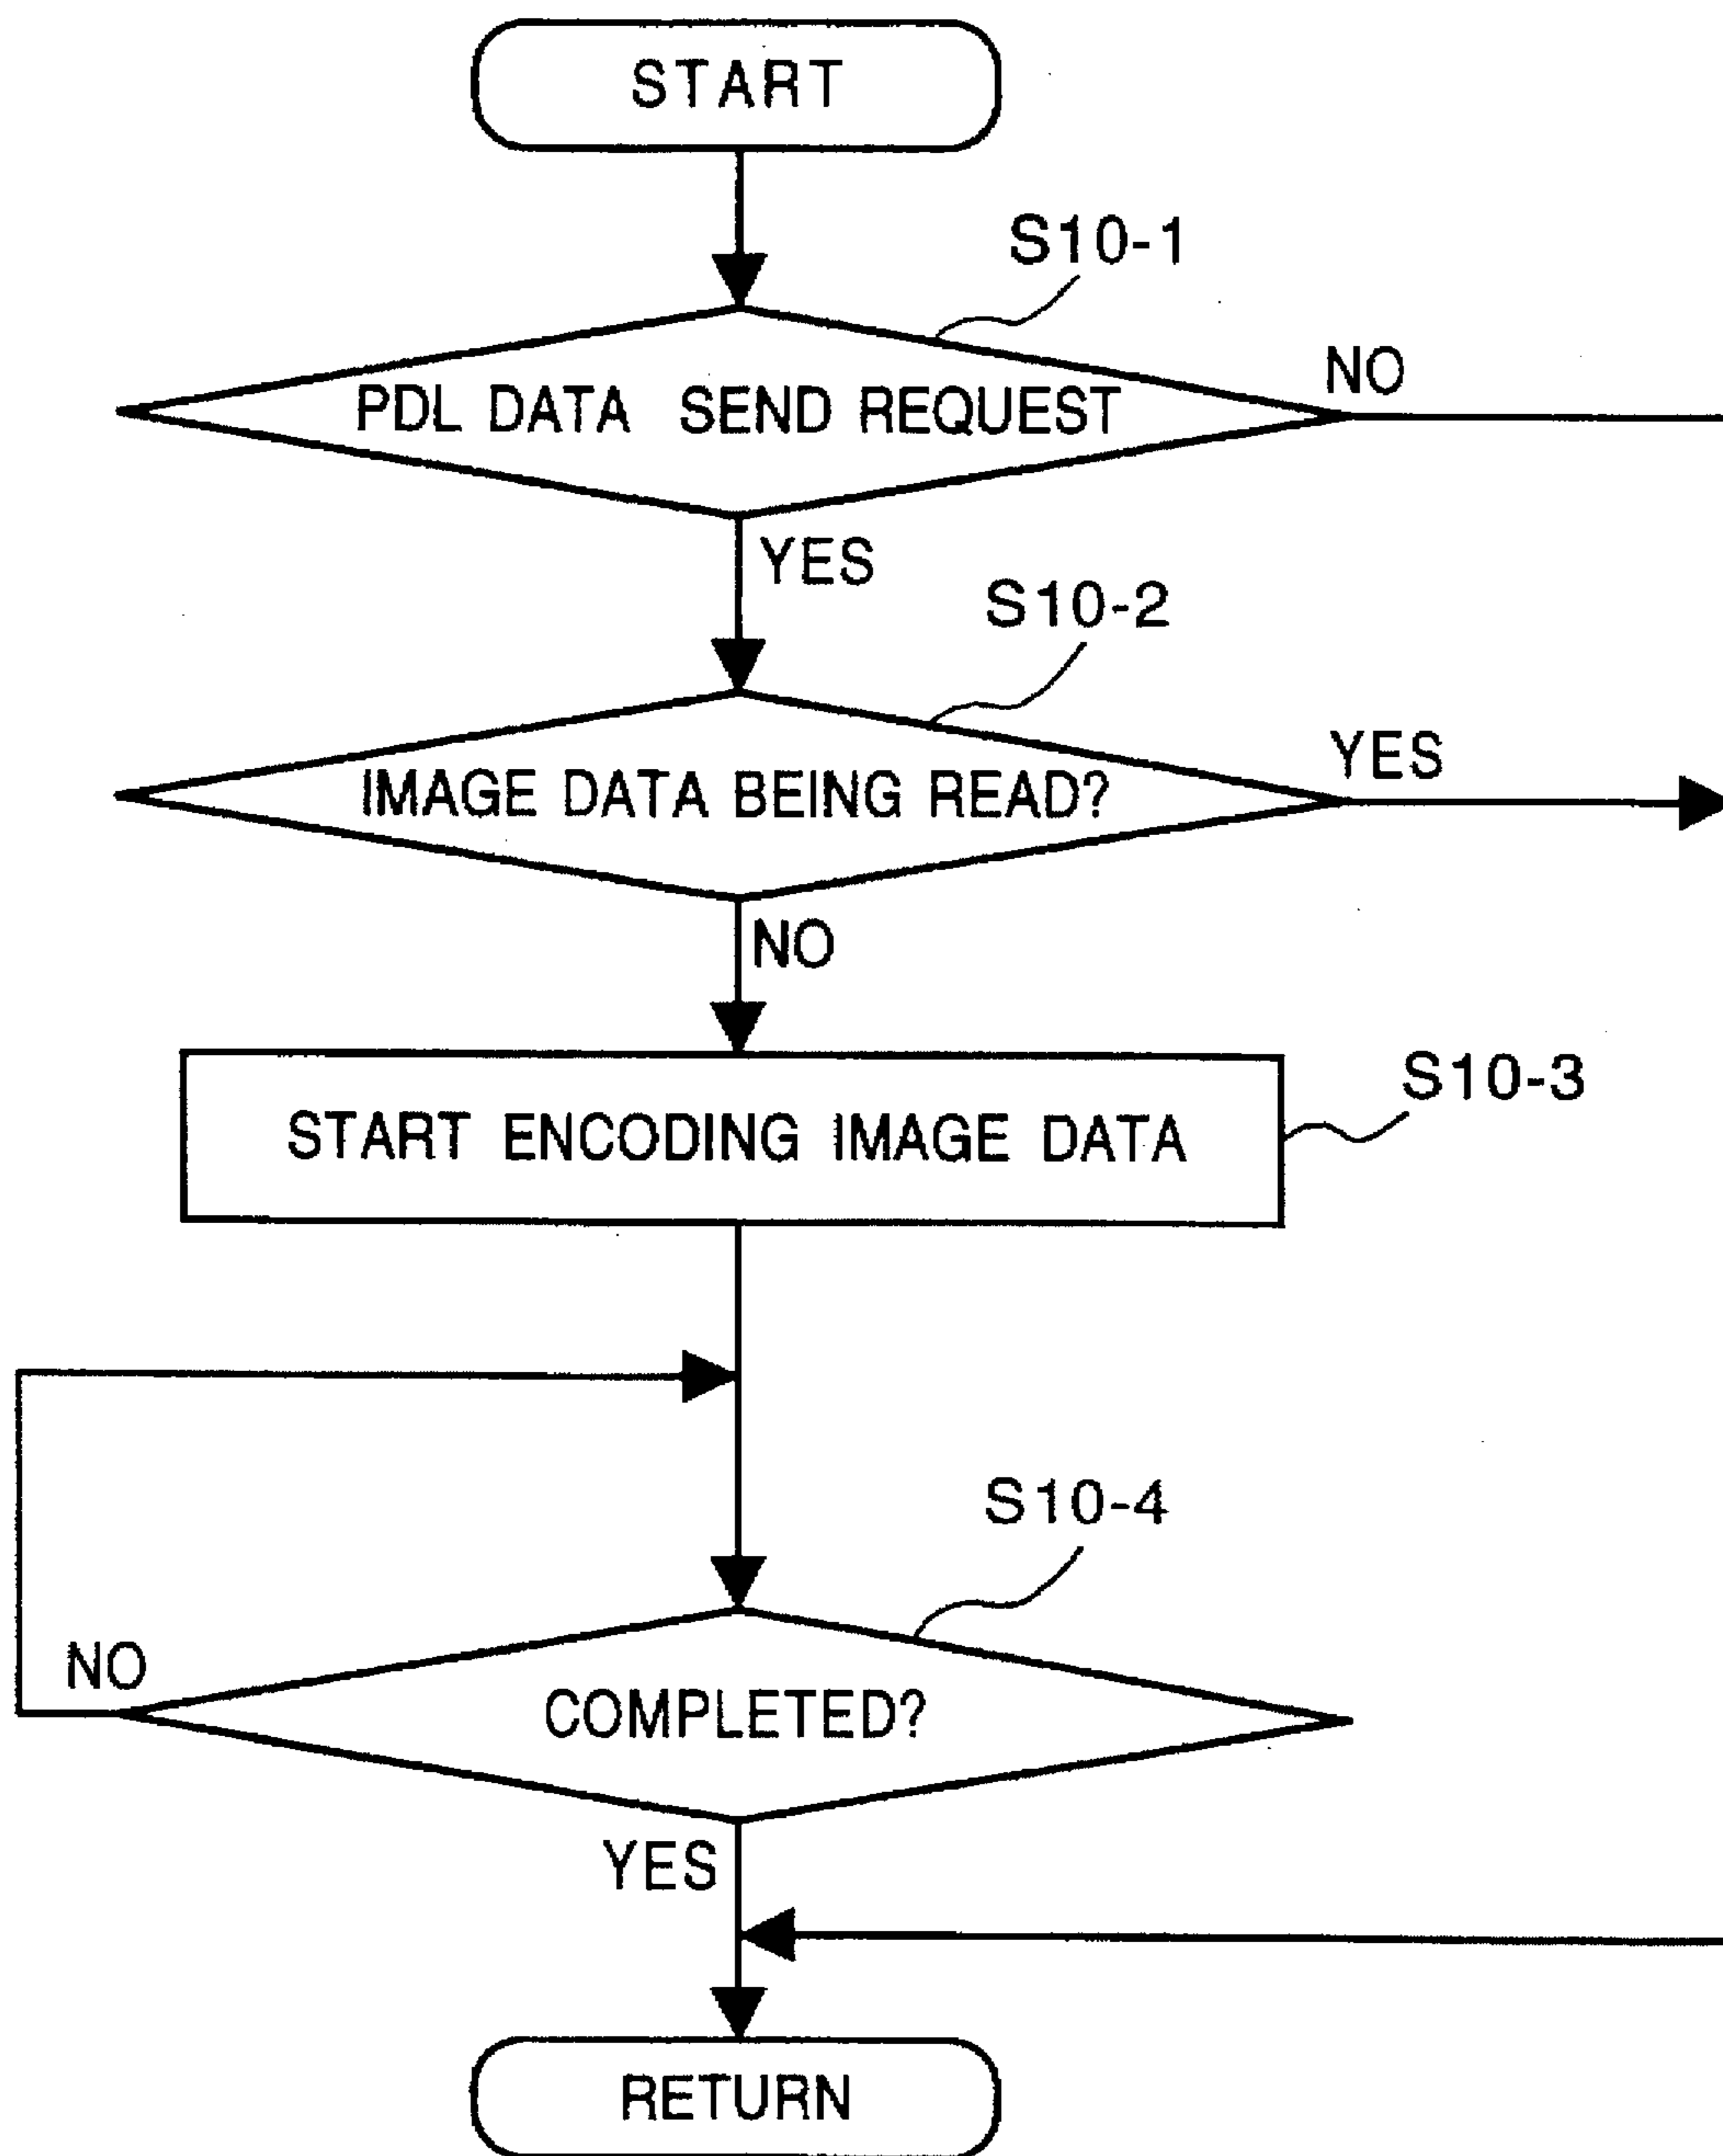 START
S10-1
PDL DATA SEND REQUEST
NO
YES
S10-2
IMAGE DATA BEING READ?
YES
NO
START ENCODING IMAGE DATA
S10-3
S10-4
NO
COMPLETED?
YES
RETURN